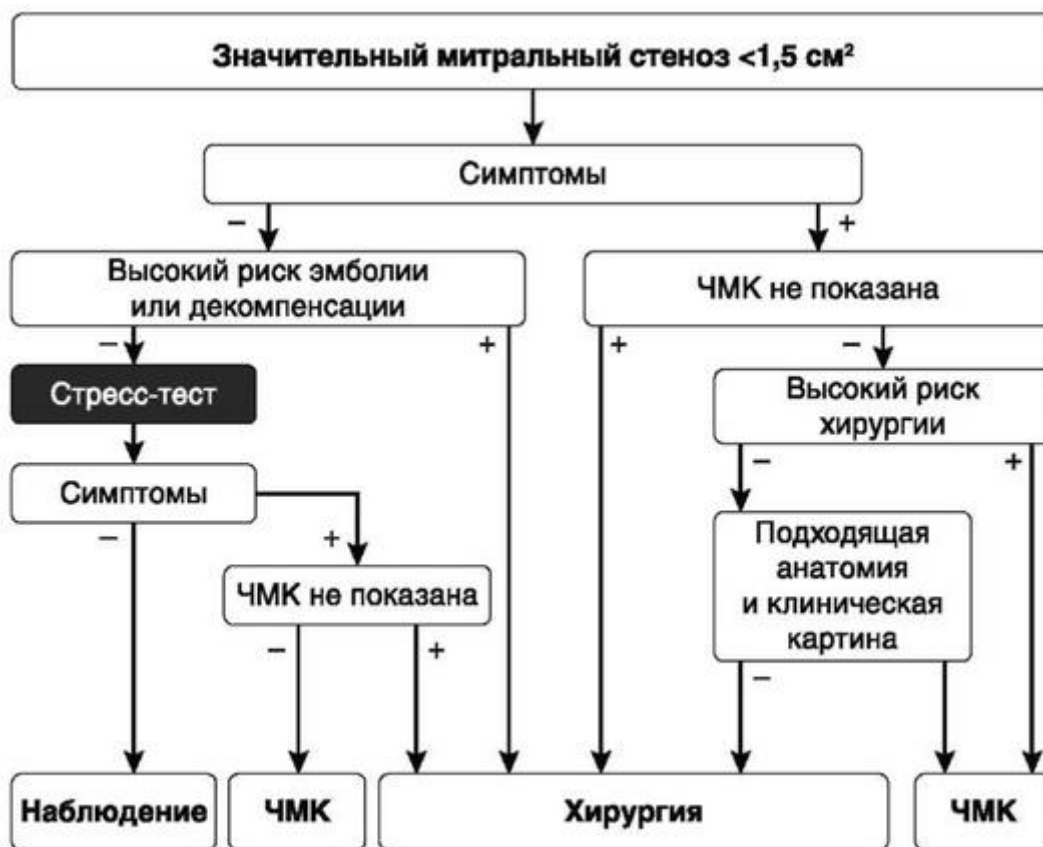 Значительный митральный стеноз <1,5 см²
Симптомы
−
+
Высокий риск эмболии
или декомпенсации
ЧМК не показана
−
+
+
−
Стресс-тест
Высокий риск
хирургии
−
+
Симптомы
−
+
Подходящая
анатомия
и клиническая
картина
ЧМК не показана
−
+
−
Наблюдение
ЧМК
Хирургия
ЧМК